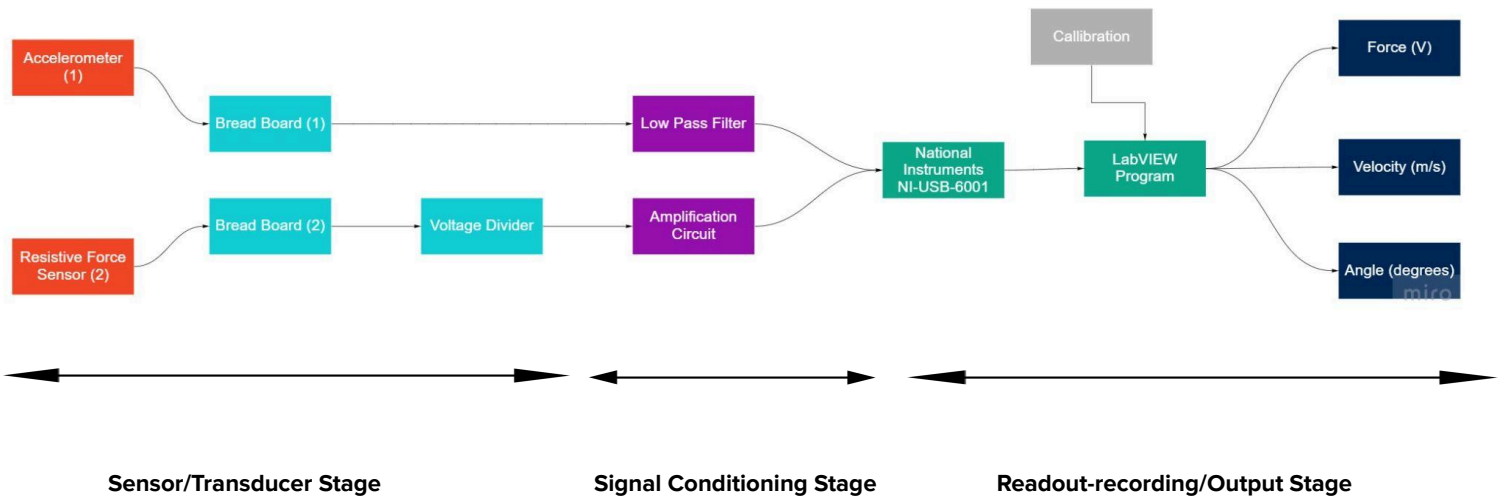 Accelerometer
(1)
Bread Board (1)
Low Pass Filter
Resistive Force
Sensor (2)
Bread Board (2)
Voltage Divider
Amplification
Circuit
National
Instruments
NI-USB-6001
Callibration
LabVIEW
Program
Force (V)
Velocity (m/s)
Angle (degrees)
miro
Sensor/Transducer Stage
Signal Conditioning Stage
Readout-recording/Output Stage